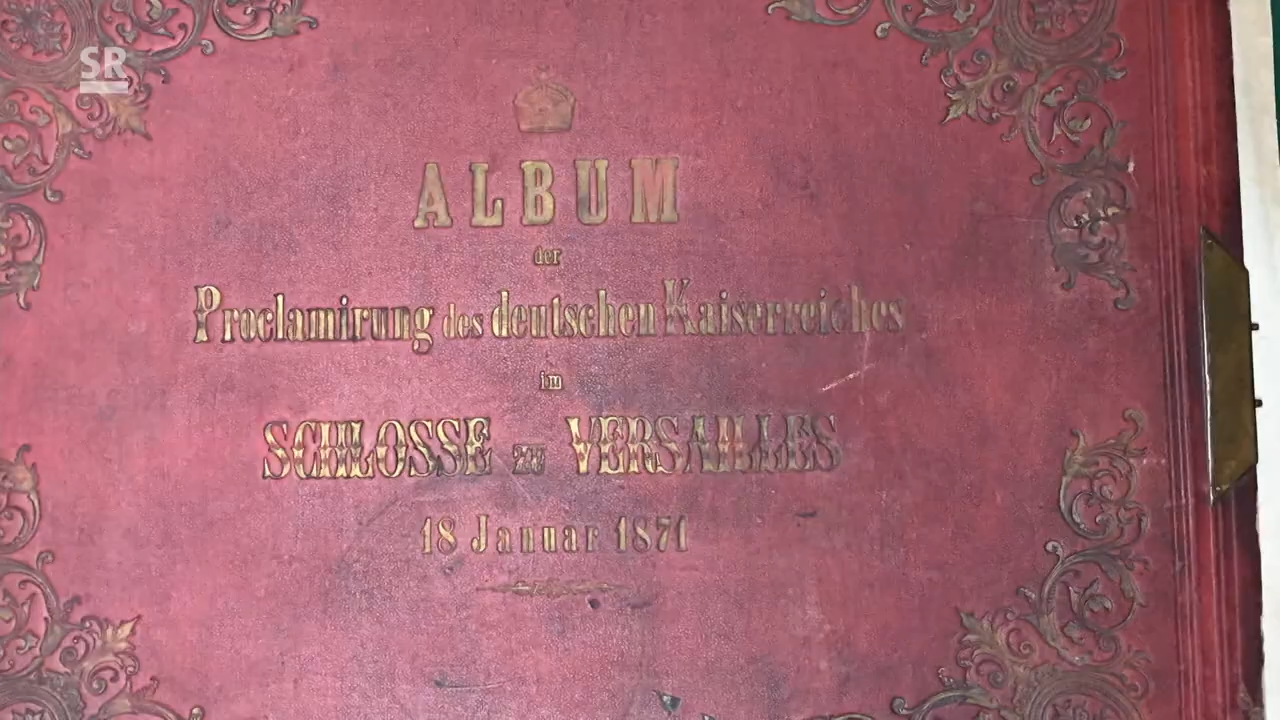 SR
ALBUM
der
Proclamirung des deutschen Kaiserreiches
im
SCHLOSSE zu VERSAILLES
18 Januar 1871